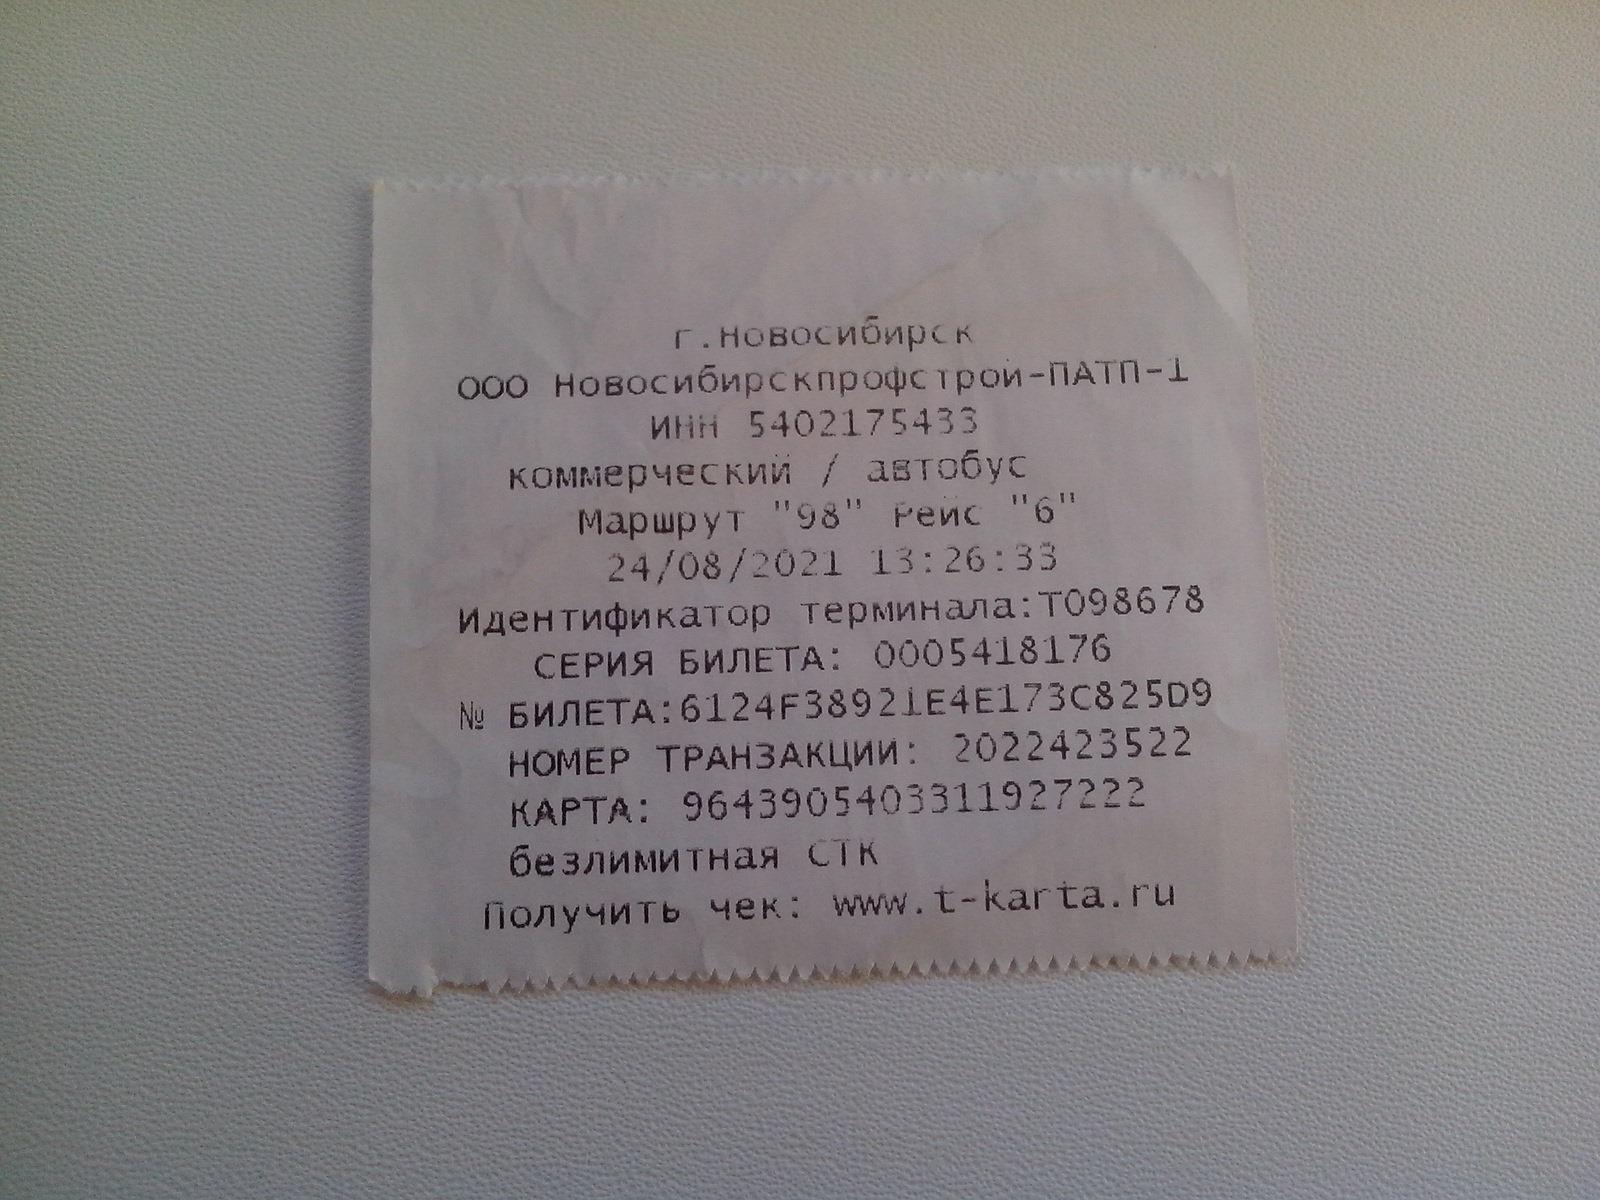 г.Новосибирск
ООО Новосибирскпрофстрой-ПАТП-1
ИНН 5402175433
коммерческий / автобус
Маршрут "98" Рейс "6"
24/08/2021 13:26:33
Идентификатор терминала:T098678
СЕРИЯ БИЛЕТА: 0005418176
№ БИЛЕТА:6124F38921E4E173C825D9
НОМЕР ТРАНЗАКЦИИ: 2022423522
КАРТА: 9643905403311927222
безлимитная СТК
Получить чек: www.t-karta.ru